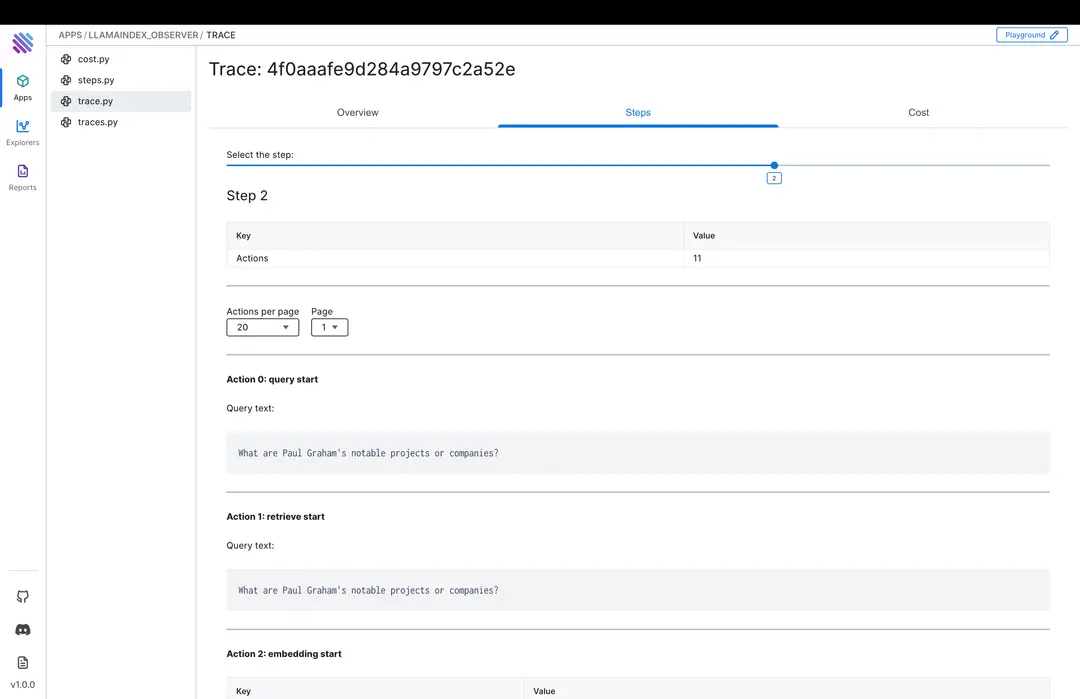 APPS / LLAMAINDEX_OBSERVER / TRACE
Playground
Apps
Explorers
Reports
v1.0.0
cost.py
steps.py
trace.py
traces.py
Trace: 4f0aaafe9d284a9797c2a52e
Overview Steps Cost
Select the step:
2
Step 2
Key Value
Actions 11
Actions per page Page
20 1
Action 0: query start
Query text:
What are Paul Graham's notable projects or companies?
Action 1: retrieve start
Query text:
What are Paul Graham's notable projects or companies?
Action 2: embedding start
Key Value